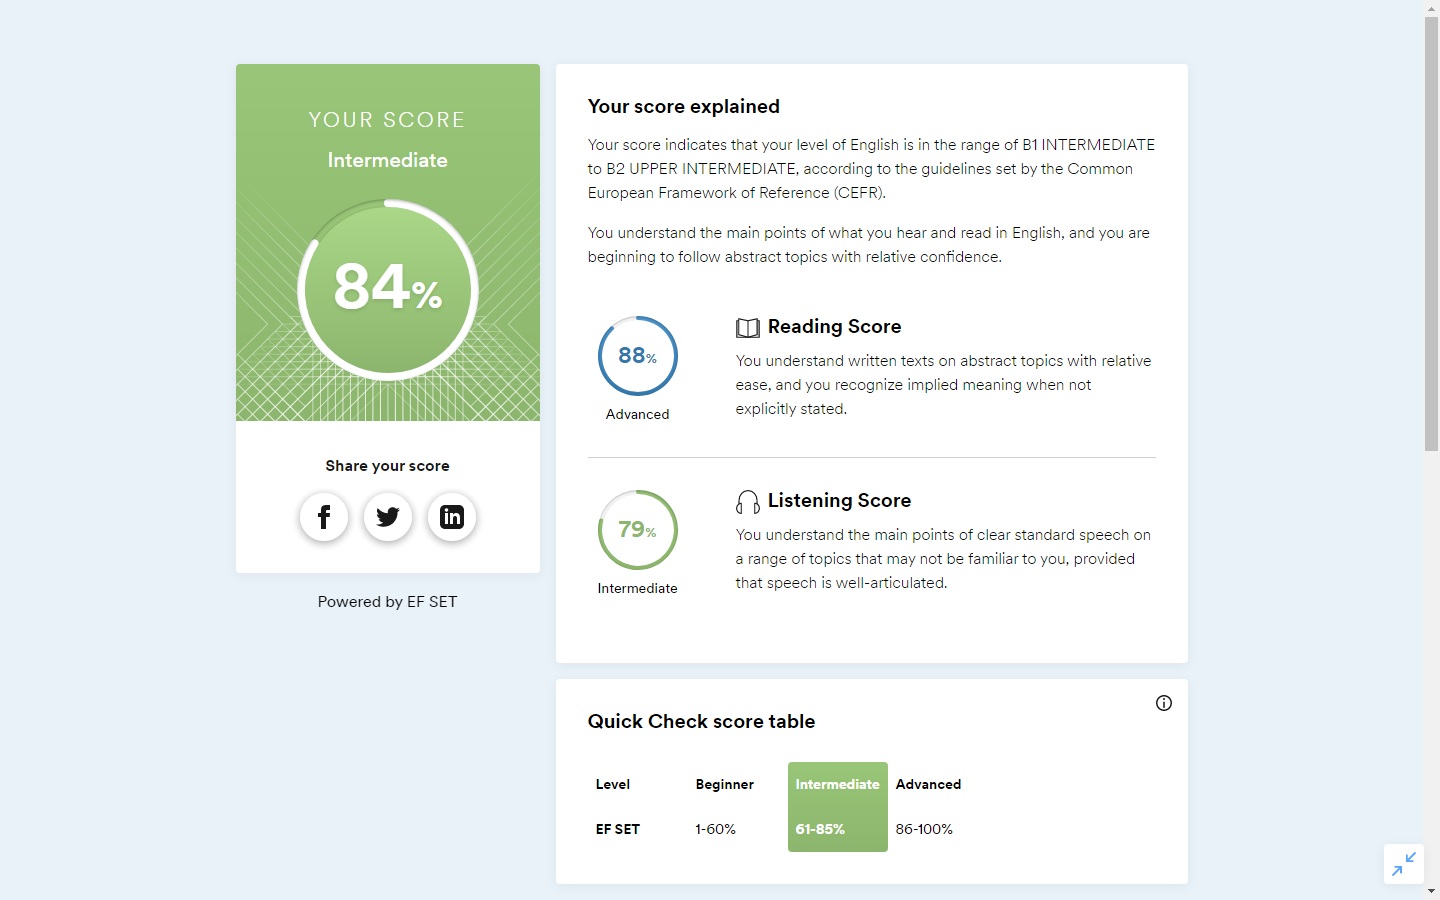 YOUR SCORE
Intermediate
84%
Share your score
Powered by EF SET
Your score explained
Your score indicates that your level of English is in the range of B1 INTERMEDIATE
to B2 UPPER INTERMEDIATE, according to the guidelines set by the Common
European Framework of Reference (CEFR).
You understand the main points of what you hear and read in English, and you are
beginning to follow abstract topics with relative confidence.
88%
Advanced
Reading Score
You understand written texts on abstract topics with relative
ease, and you recognize implied meaning when not
explicitly stated.
79%
Intermediate
Listening Score
You understand the main points of clear standard speech on
a range of topics that may not be familiar to you, provided
that speech is well-articulated.
Quick Check score table
Level Beginner Intermediate Advanced
EF SET 1-60% 61-85% 86-100%